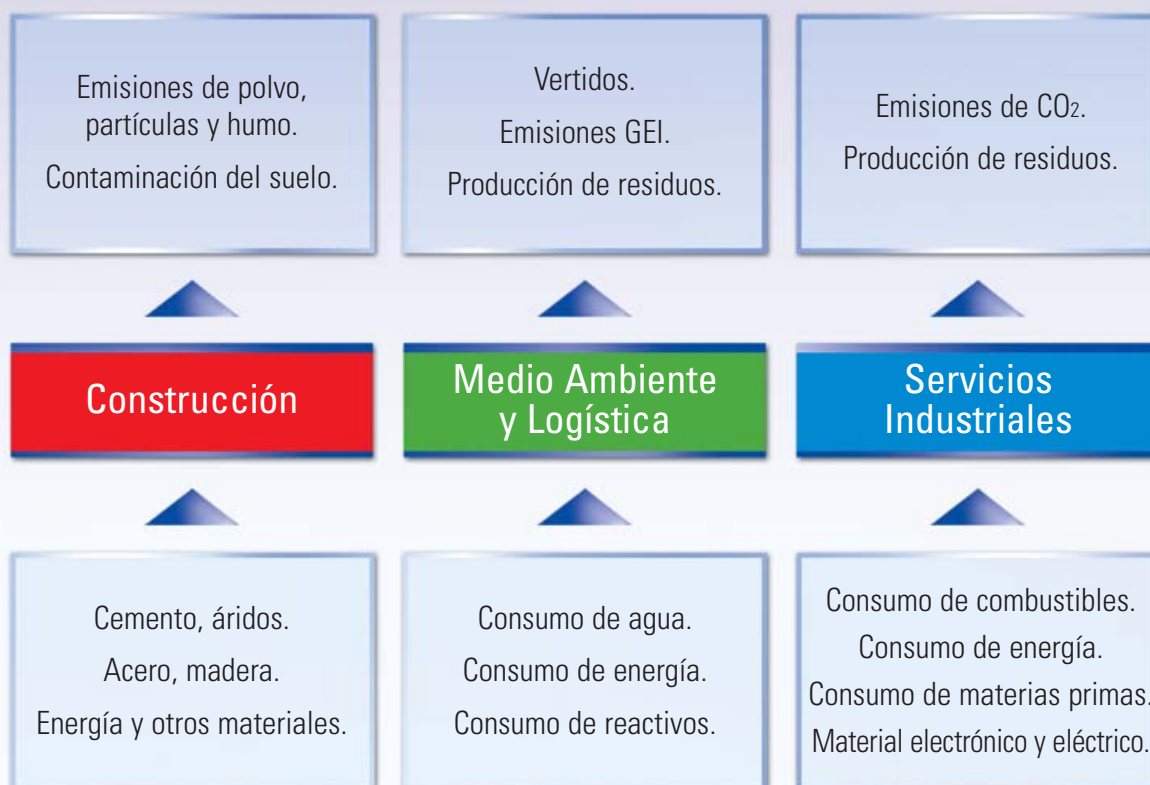 Emisiones de polvo,
partículas y humo.
Contaminación del suelo.
Vertidos.
Emisiones GEI.
Producción de residuos.
Emisiones de CO2.
Producción de residuos.
Construcción
Medio Ambiente
y Logística
Servicios
Industriales
Cemento, áridos.
Acero, madera.
Energía y otros materiales.
Consumo de agua.
Consumo de energía.
Consumo de reactivos.
Consumo de combustibles.
Consumo de energía.
Consumo de materias primas.
Material electrónico y eléctrico.